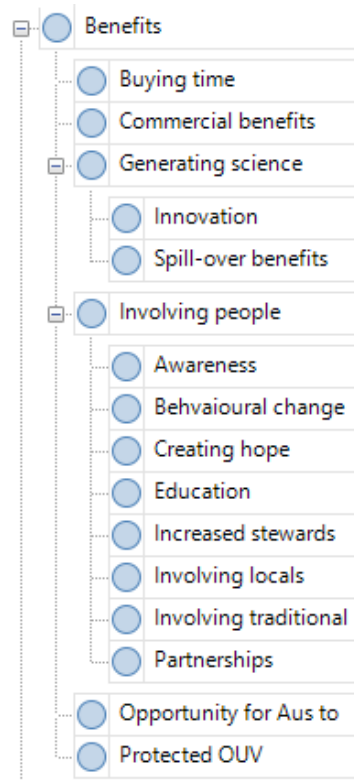 Benefits
Buying time
Commercial benefits
Generating science
Innovation
Spill-over benefits
Involving people
Awareness
Behvaioural change
Creating hope
Education
Increased stewards
Involving locals
Involving traditional
Partnerships
Opportunity for Aus to
Protected OUV